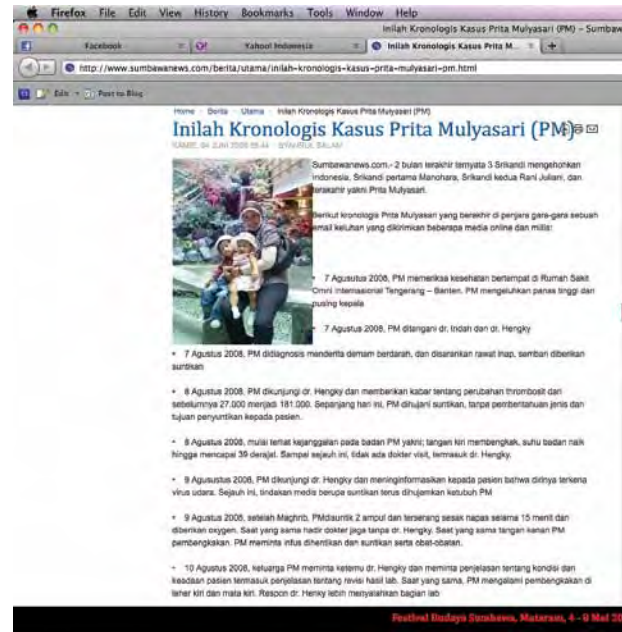 Firefox File Edit View History Bookmarks Tools Window Help
Inilah Kronologis Kasus Prita Mulyasari (PM) – Sumbaw
Facebook
Yahoo! Indonesia
Inilah Kronologis Kasus Prita M...
http://www.sumbawanews.com/berita/utama/inilah-kronologis-kasus-prita-mulyasari-pm.html
Edit Post to Blog
Home Berita Utama Inilah Kronologis Kasus Prita Mulyasari (PM)
Inilah Kronologis Kasus Prita Mulyasari (PM)
KAMIS, 04 JUNI 2009
Sumbawanews.com.- 2 bulan terakhir ternyata 3 Srikandi mengehohkan
Indonesia, Srikandi pertama Manohara, Srikandi kedua Rani Juliani, dan
terakahir yakni Prita Mulyasari.
Berikut kronologis Prita Mulyasari yang berakhir di penjara gara-gara sebuah
email keluhan yang dikirimkan beberapa media online dan milis:
• 7 Agusutus 2008, PM memeriksa kesehatan bertempat di Rumah Sakit
Omni Internasional Tengerang – Banten. PM mengeluhkan panas tinggi dan
pusing kepala
• 7 Agustus 2008, PM ditangani dr. Indah dan dr. Hengky
• 7 Agustus 2008, PM didiagnosis menderita demam berdarah, dan disarankan rawat inap, sembari diberikan
suntikan
• 8 Agustus 2008, PM dikunjungi dr. Hengky dan memberikan kabar tentang perubahan thrombosit dari
sebelumnya 27.000 menjadi 181.000. Sepanjang hari ini, PM dihujani suntikan, tanpa pemberitahuan jenis dan
tujuan penyuntikan kepada pasien.
• 8 Agustus 2008, mulai terliat kejanggalan pada badan PM yakni; tangan kiri membengkak, suhu badan naik
hingga mencapai 39 derajat. Sampai sejauh ini, tidak ada dokter visit, termasuk dr. Hengky.
• 9 Agusustus 2008, PM dikunjungi dr. Hengky dan meninginformasikan kepada pasien bahwa dirinya terkena
virus udara. Sejauh ini, tindakan medis berupa suntikan terus dihujemkan ketubuh PM
• 9 Agustus 2008, setelah Maghrib, PMdisuntik 2 ampul dan terserang sesak napas selama 15 menit dan
diberikan oxygen. Saat yang sama hadir dokter jaga tanpa dr. Hengky. Saat yang sama tangan kanan PM
pembengkakan. PM meminta infus dihentikan dan suntikan serta obat-obatan.
• 10 Agustus 2008, keluarga PM meminta ketemu dr. Hengky dan meminta penjelasan tentang kondisi dan
keadaan pasien termasuk penjelasan tentang revisi hasil lab. Saat yang sama, PM mengalami pembengkakan di
leher kiri dan mata kiri. Respon dr. Henky lebih menyalahkan bagian lab
Festival Budaya Sumbawa, Mataram, 4 - 8 Mei 20